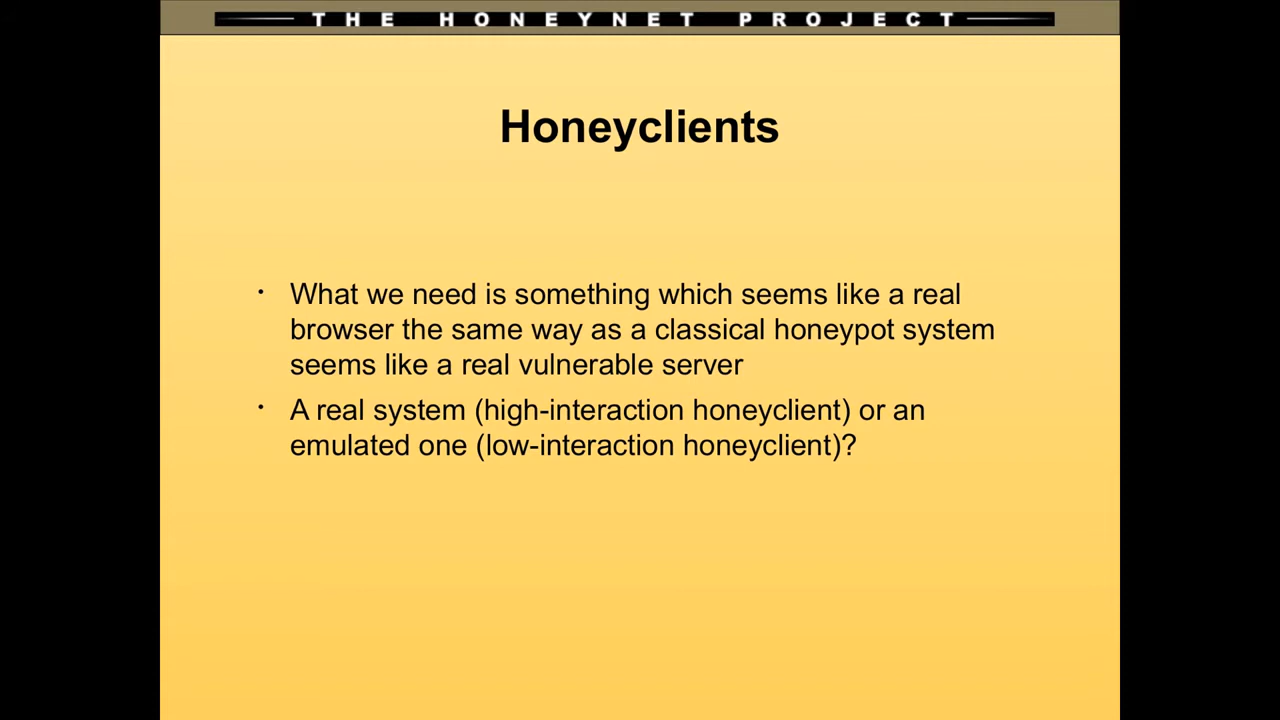 THE HONEYNET PROJECT
Honeyclients
• What we need is something which seems like a real
browser the same way as a classical honeypot system
seems like a real vulnerable server
• A real system (high-interaction honeyclient) or an
emulated one (low-interaction honeyclient)?